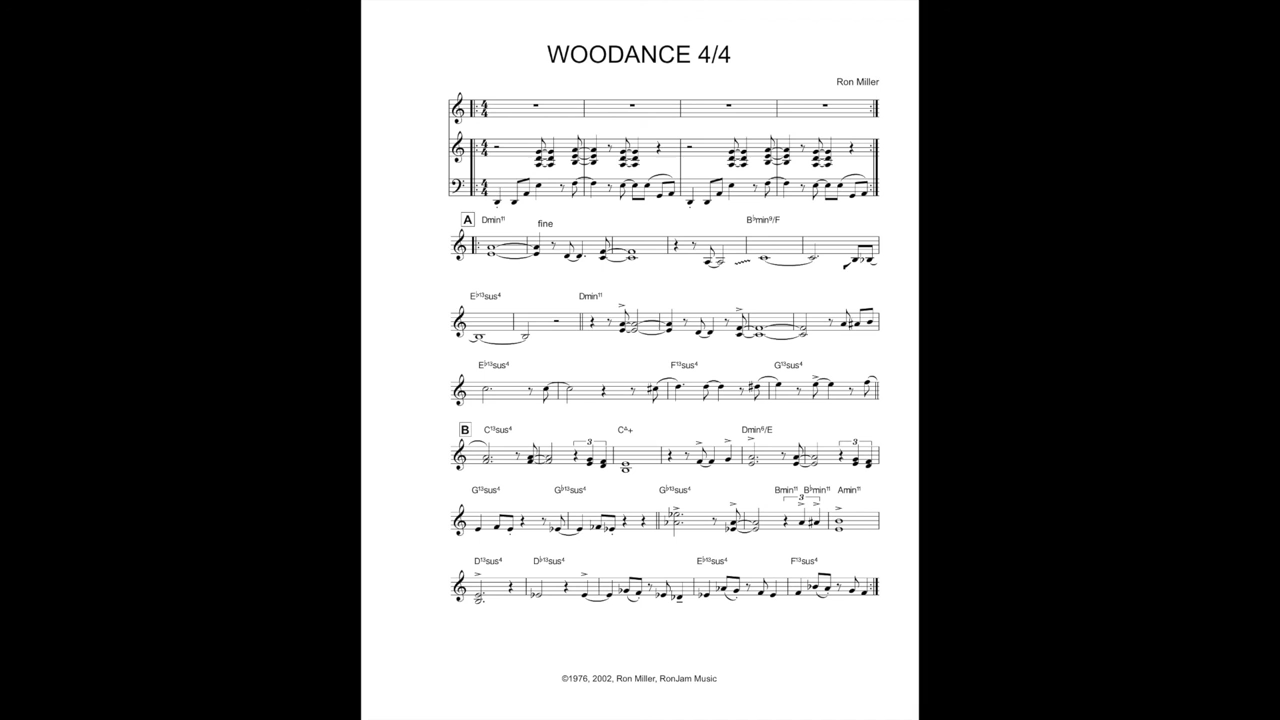 WOODANCE 4/4
Ron Miller
A Dmin¹¹ fine B♭min⁹/F
E♭¹³sus⁴ Dmin¹¹
E♭¹³sus⁴ F¹³sus⁴ G¹³sus⁴
B C¹³sus⁴ C▵+ Dmin⁶/E
3 3
G¹³sus⁴ G♭¹³sus⁴ G♭¹³sus⁴ Bmin¹¹ B♭min¹¹ Amin¹¹
3
D¹³sus⁴ D♭¹³sus⁴ E♭¹³sus⁴ F¹³sus⁴
©1976, 2002, Ron Miller, RonJam Music